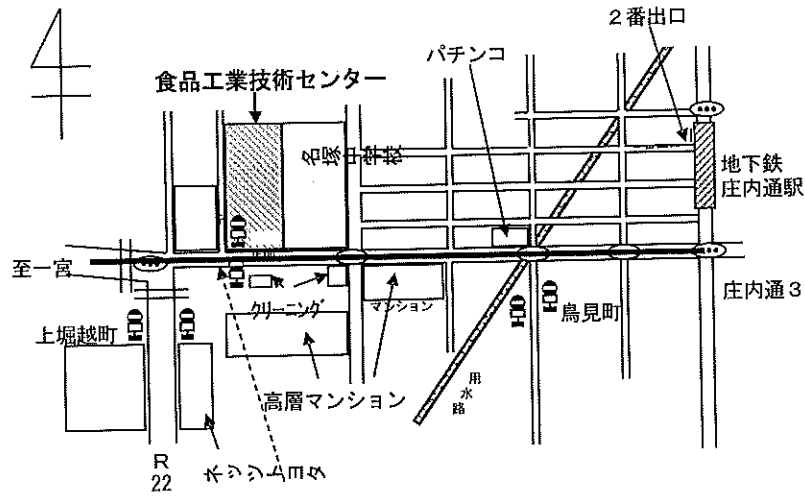 ２番出口
パチンコ
食品工業技術センター
名塚中学校
地下鉄
庄内通駅
至一宮
クリーニング
マンション
庄内通３
上堀越町
鳥見町
用水路
高層マンション
R
22
ネッツトヨタ